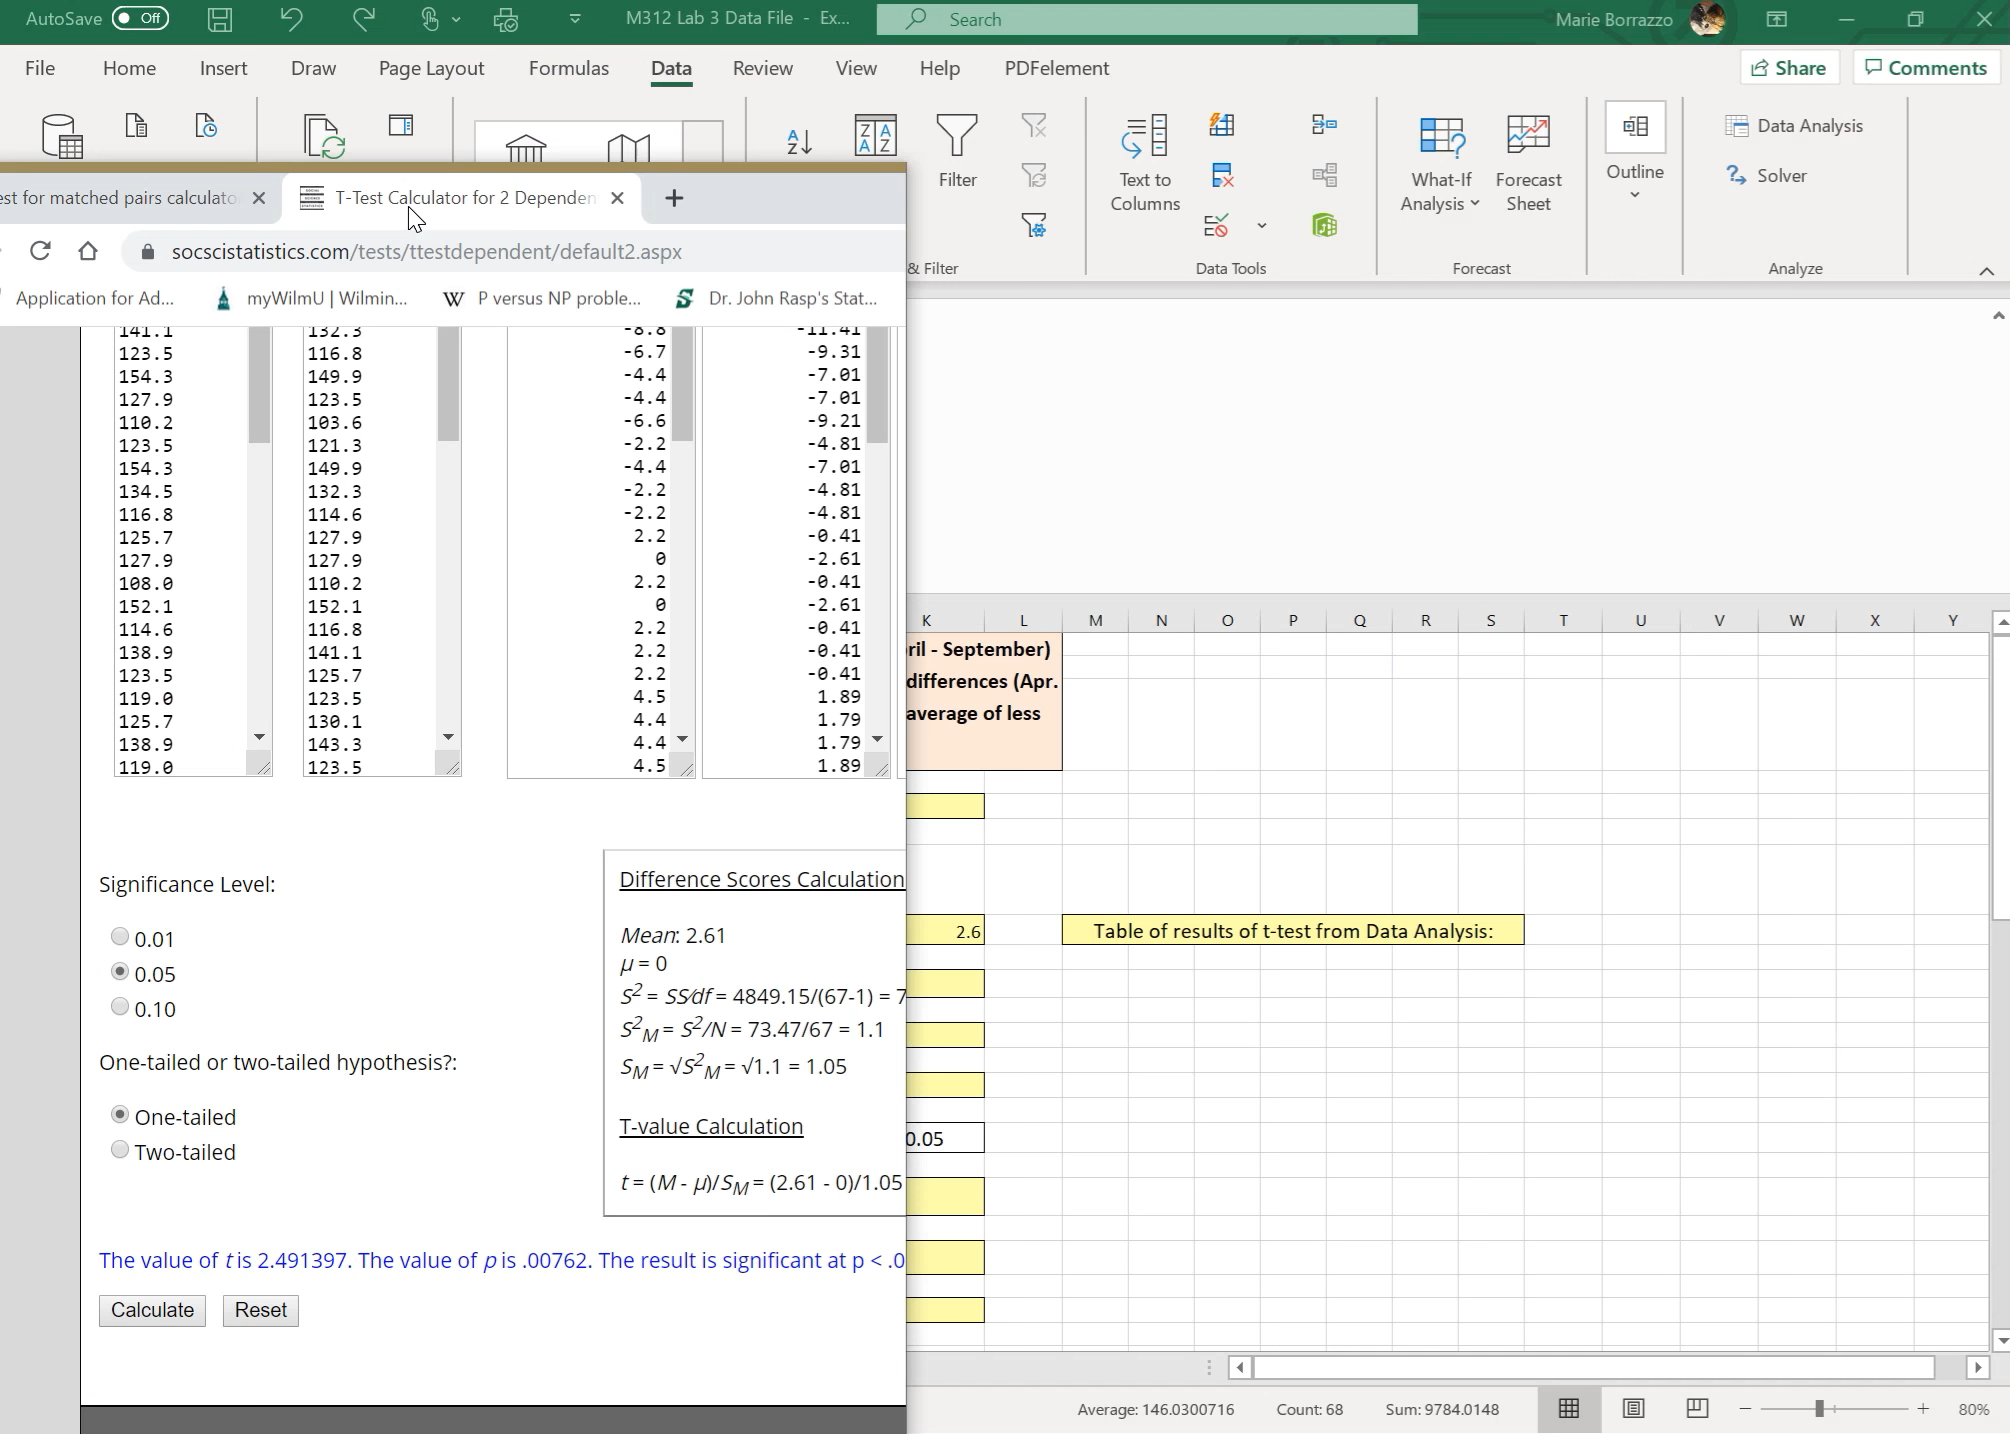 AutoSave Off M312 Lab 3 Data File - Ex... Search Marie Borrazzo
File Home Insert Draw Page Layout Formulas Data Review View Help PDFelement Share Comments
Filter
Text to
Columns
What-If
Analysis
Forecast
Sheet
Outline
Data Analysis
Solver
& Filter Data Tools Forecast Analyze
est for matched pairs calculato T-Test Calculator for 2 Dependen
socscistatistics.com/tests/ttestdependent/default2.aspx
Application for Ad... myWilmU | Wilmin... W P versus NP proble... Dr. John Rasp's Stat...
141.1 132.3 -8.8 -11.41
123.5 116.8 -6.7 -9.31
154.3 149.9 -4.4 -7.01
127.9 123.5 -4.4 -7.01
110.2 103.6 -6.6 -9.21
123.5 121.3 -2.2 -4.81
154.3 149.9 -4.4 -7.01
134.5 132.3 -2.2 -4.81
116.8 114.6 -2.2 -4.81
125.7 127.9 2.2 -0.41
127.9 127.9 0 -2.61
108.0 110.2 2.2 -0.41
152.1 152.1 0 -2.61
114.6 116.8 2.2 -0.41
138.9 141.1 2.2 -0.41
123.5 125.7 2.2 -0.41
119.0 123.5 4.5 1.89
125.7 130.1 4.4 1.79
138.9 143.3 4.4 1.79
119.0 123.5 4.5 1.89
Significance Level:
0.01
0.05
0.10
One-tailed or two-tailed hypothesis?:
One-tailed
Two-tailed
Difference Scores Calculation
Mean: 2.61
μ = 0
S² = SS⁄df = 4849.15/(67-1) = 7
S²M = S²/N = 73.47/67 = 1.1
SM = √S²M = √1.1 = 1.05
T-value Calculation
t = (M - μ)/SM = (2.61 - 0)/1.05
The value of t is 2.491397. The value of p is .00762. The result is significant at p < .0
Calculate Reset
K L M N O P Q R S T U V W X Y
ril - September)
differences (Apr.
average of less
2.6 Table of results of t-test from Data Analysis:
0.05
Average: 146.0300716 Count: 68 Sum: 9784.0148 80%